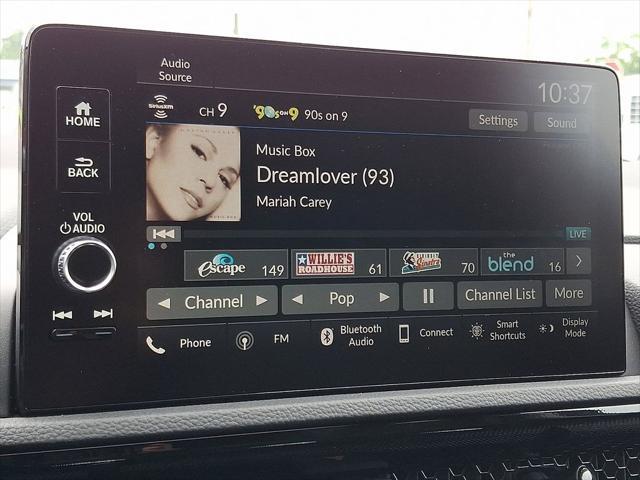 Audio
Source
10:37
HOME
SIRIUSXM
CH 9
'90s ON 9
90s on 9
Settings
Sound
BACK
Music Box
Dreamlover (93)
Mariah Carey
VOL
AUDIO
LIVE
escape 149
WILLIE'S
ROADHOUSE 61
Sinatra 70
the
blend 16
Channel
Pop
Channel List
More
Phone
FM
Bluetooth
Audio
Connect
Smart
Shortcuts
Display
Mode